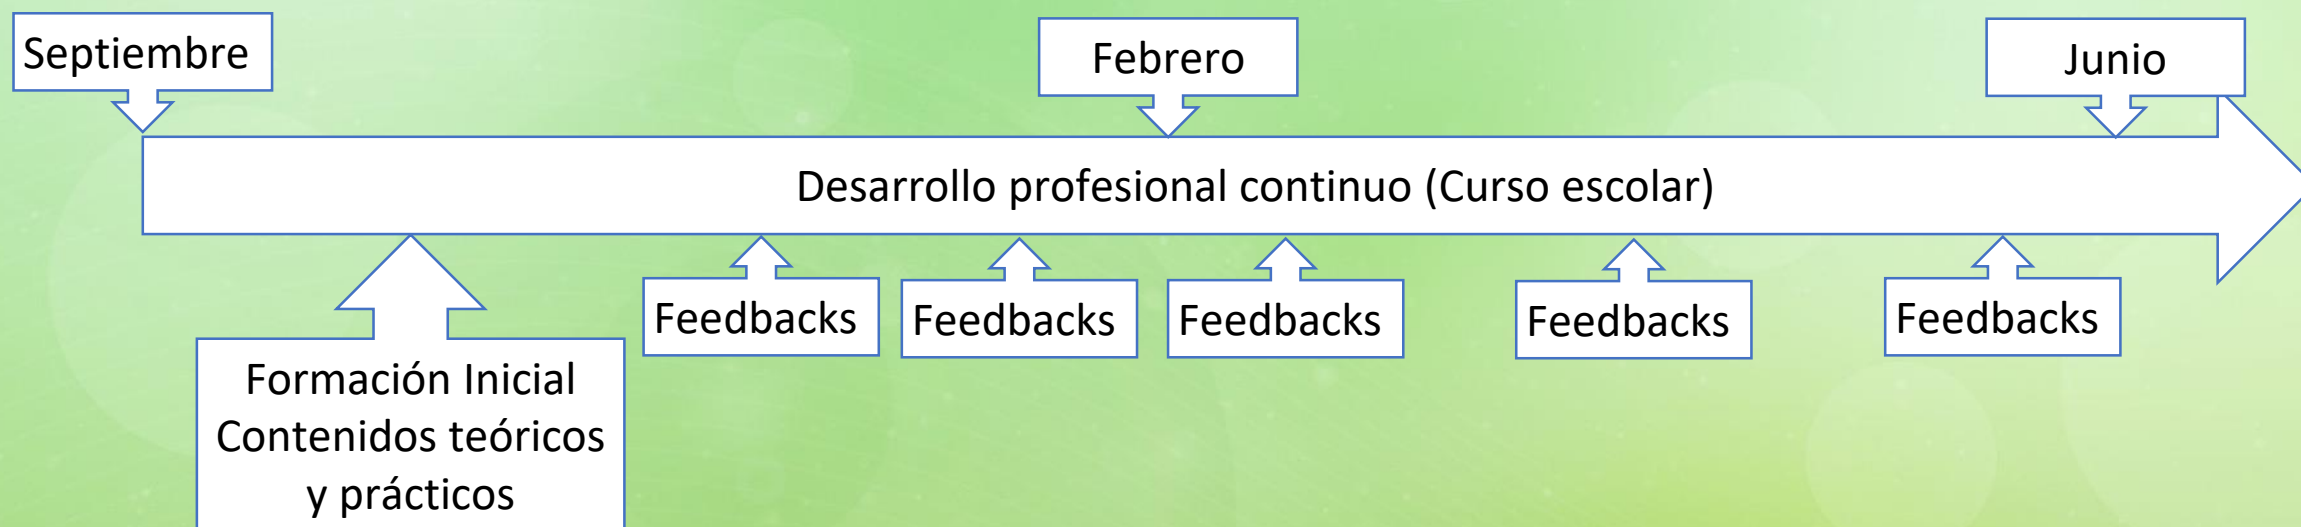 Septiembre
Febrero
Junio
Desarrollo profesional continuo (Curso escolar)
Feedbacks
Feedbacks
Feedbacks
Feedbacks
Feedbacks
Formación Inicial
Contenidos teóricos
y prácticos